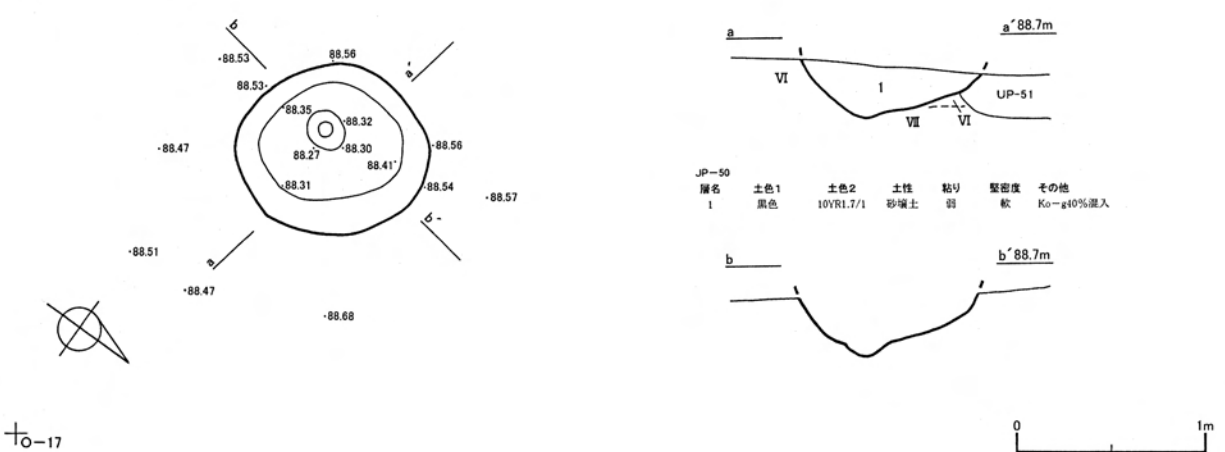 b
88.53
88.56
a'
88.53
88.35
88.32
88.47
88.27
88.30
88.41
88.56
88.31
88.54
88.57
b-
88.51
a
88.47
88.68
O-17
a
a' 88.7m
VI
1
UP-51
VII
VI
JP-50
層名 土色1 土色2 土性 粘り 堅密度 その他
1 黒色 10YR1.7/1 砂壌土 弱 軟 Ko-g40%混入
b
b' 88.7m
0 1m